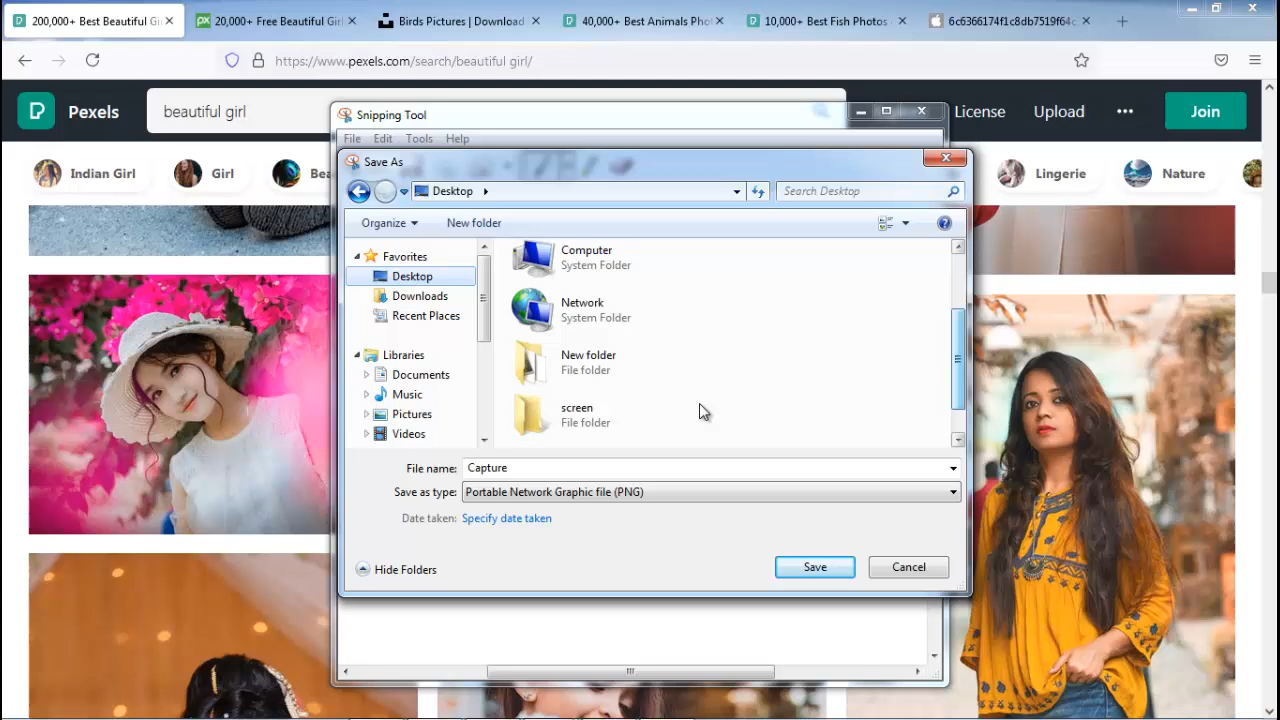 200,000+ Best Beautiful Gi
20,000+ Free Beautiful Girl
Birds Pictures | Download
40,000+ Best Animals Photos
10,000+ Best Fish Photos
6c6366174f1c8db7519f64
https://www.pexels.com/search/beautiful girl/
Pexels
beautiful girl
License
Upload
Join
Indian Girl
Girl
Bea
Lingerie
Nature
Snipping Tool
File Edit Tools Help
Save As
Desktop
Search Desktop
Organize
New folder
Favorites
Desktop
Downloads
Recent Places
Libraries
Documents
Music
Pictures
Videos
Computer
System Folder
Network
System Folder
New folder
File folder
screen
File folder
File name: Capture
Save as type: Portable Network Graphic file (PNG)
Date taken: Specify date taken
Hide Folders
Save
Cancel